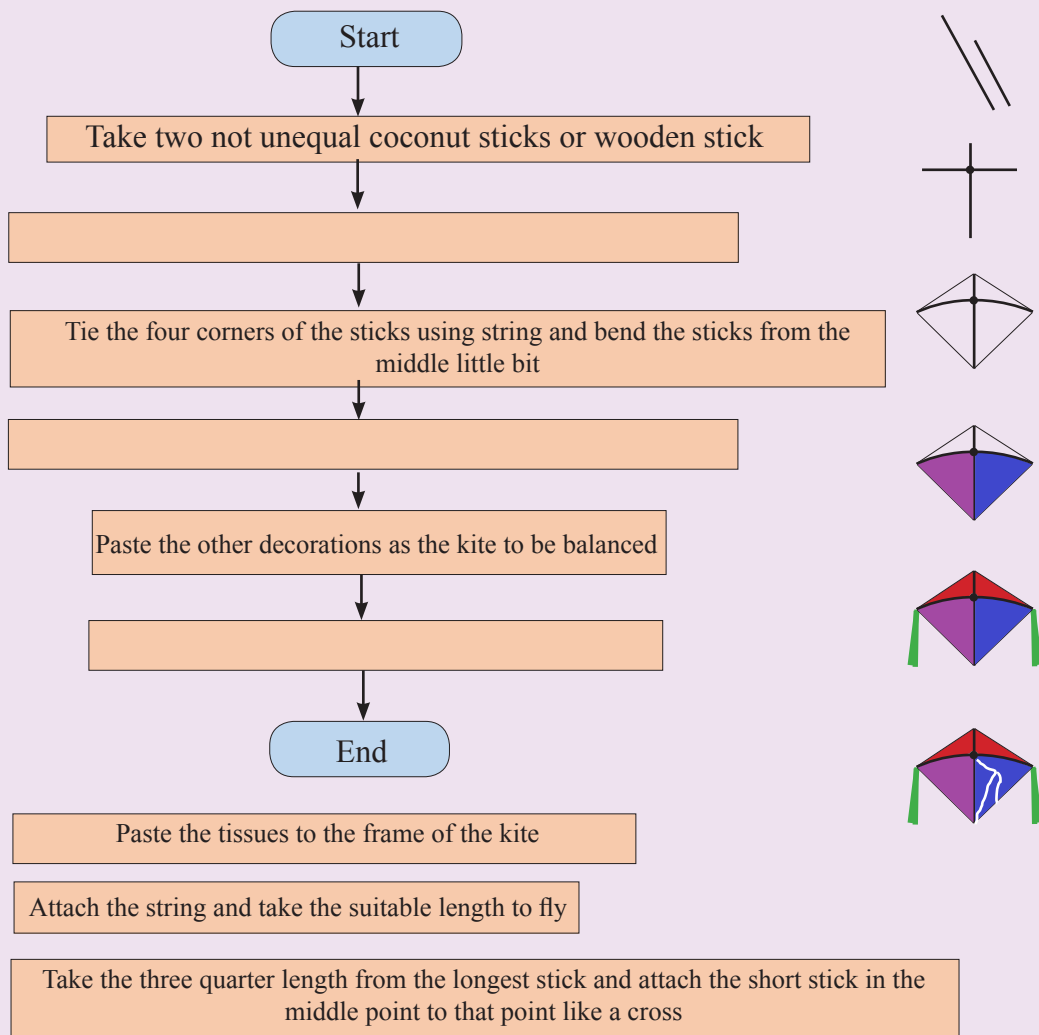 Start
Take two not unequal coconut sticks or wooden stick
Tie the four corners of the sticks using string and bend the sticks from the
middle little bit
Paste the other decorations as the kite to be balanced
End
Paste the tissues to the frame of the kite
Attach the string and take the suitable length to fly
Take the three quarter length from the longest stick and attach the short stick in the
middle point to that point like a cross